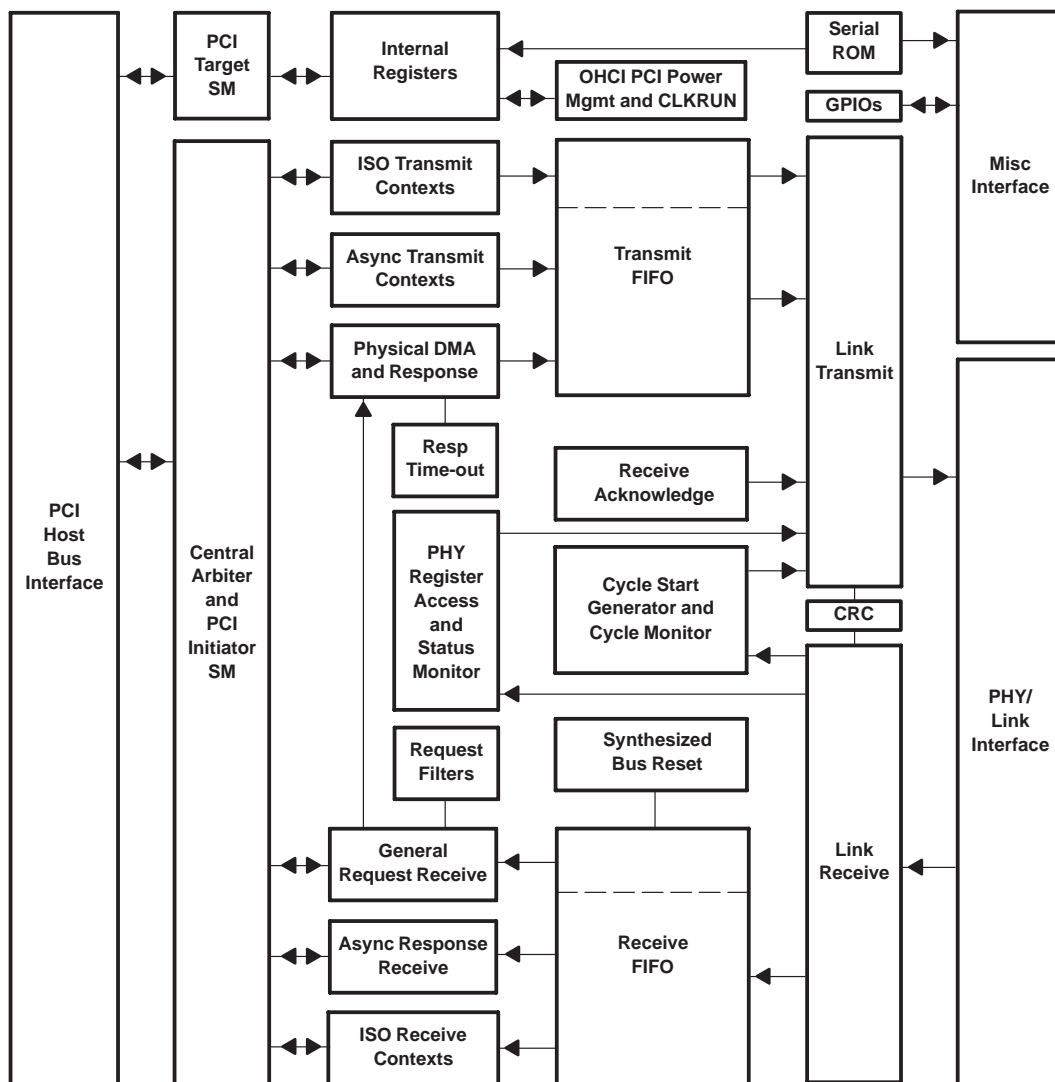 PCI
Host
Bus
Interface
PCI
Target
SM
Central
Arbiter
and
PCI
Initiator
SM
Internal
Registers
OHCI PCI Power
Mgmt and CLKRUN
Serial
ROM
GPIOs
Misc
Interface
ISO Transmit
Contexts
Async Transmit
Contexts
Physical DMA
and Response
Resp
Time-out
Transmit
FIFO
Link
Transmit
Receive
Acknowledge
PHY
Register
Access
and
Status
Monitor
Cycle Start
Generator and
Cycle Monitor
CRC
PHY/
Link
Interface
Request
Filters
Synthesized
Bus Reset
General
Request Receive
Async Response
Receive
ISO Receive
Contexts
Receive
FIFO
Link
Receive